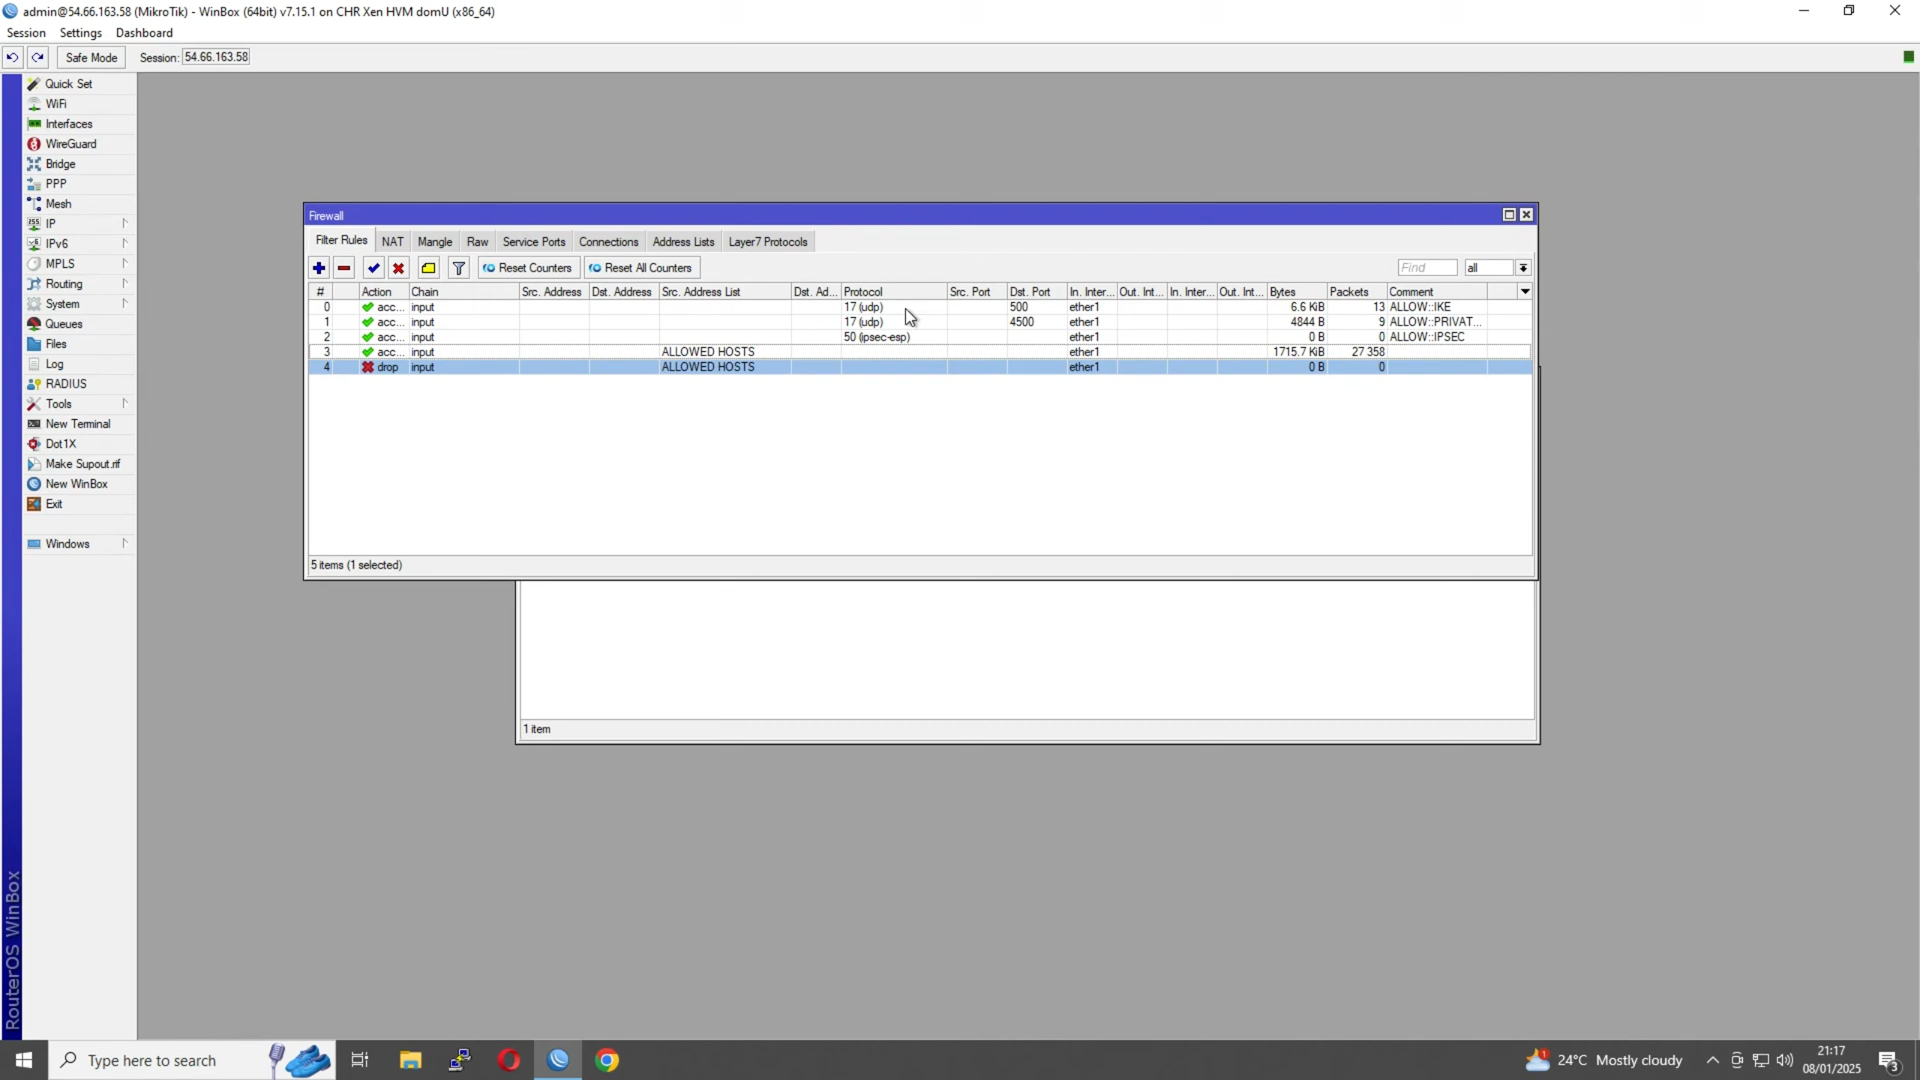 admin@54.66.163.58 (MikroTik) - WinBox (64bit) v7.15.1 on CHR Xen HVM domU (x86_64)
Session Settings Dashboard
Safe Mode Session: 54.66.163.58
Quick Set
WiFi
Interfaces
WireGuard
Bridge
PPP
Mesh
IP
IPv6
MPLS
Routing
System
Queues
Files
Log
RADIUS
Tools
New Terminal
Dot1X
Make Supout.rif
New WinBox
Exit
Windows
RouterOS WinBox
Firewall
Filter Rules NAT Mangle Raw Service Ports Connections Address Lists Layer7 Protocols
Reset Counters Reset All Counters Find all
# Action Chain Src. Address Dst. Address Src. Address List Dst. Ad... Protocol Src. Port Dst. Port In. Inter... Out. Int... In. Inter... Out. Int... Bytes Packets Comment
0 acc... input 17 (udp) 500 ether1 6.6 KiB 13 ALLOW::IKE
1 acc... input 17 (udp) 4500 ether1 4844 B 9 ALLOW::PRIVAT...
2 acc... input 50 (ipsec-esp) ether1 0 B 0 ALLOW::IPSEC
3 acc... input ALLOWED HOSTS ether1 1715.7 KiB 27 358
4 drop input ALLOWED HOSTS ether1 0 B 0
5 items (1 selected)
1 item
Type here to search
1 24°C Mostly cloudy
21:17
08/01/2025
3